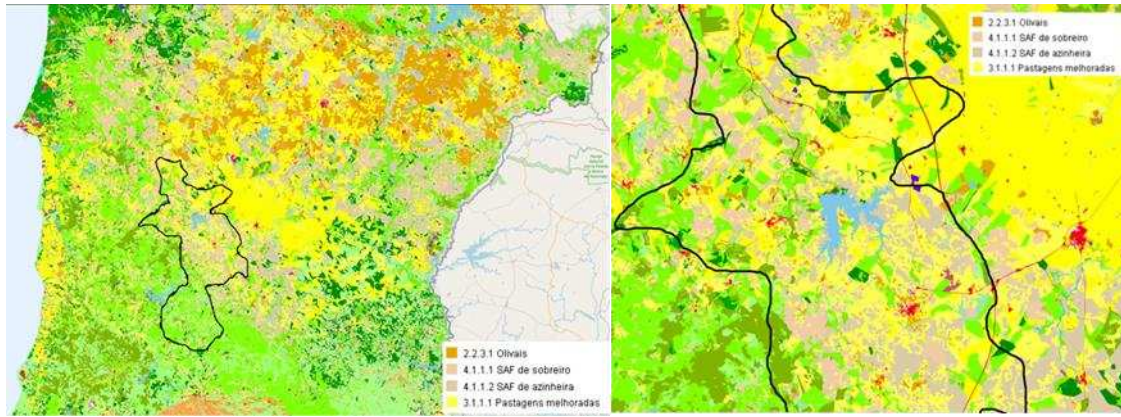 2.2.3.1 Olivais
4.1.1.1 SAF de sobreiro
4.1.1.2 SAF de azinheira
3.1.1.1 Pastagens melhoradas
2.2.3.1 Olivais
4.1.1.1 SAF de sobreiro
4.1.1.2 SAF de azinheira
3.1.1.1 Pastagens melhoradas